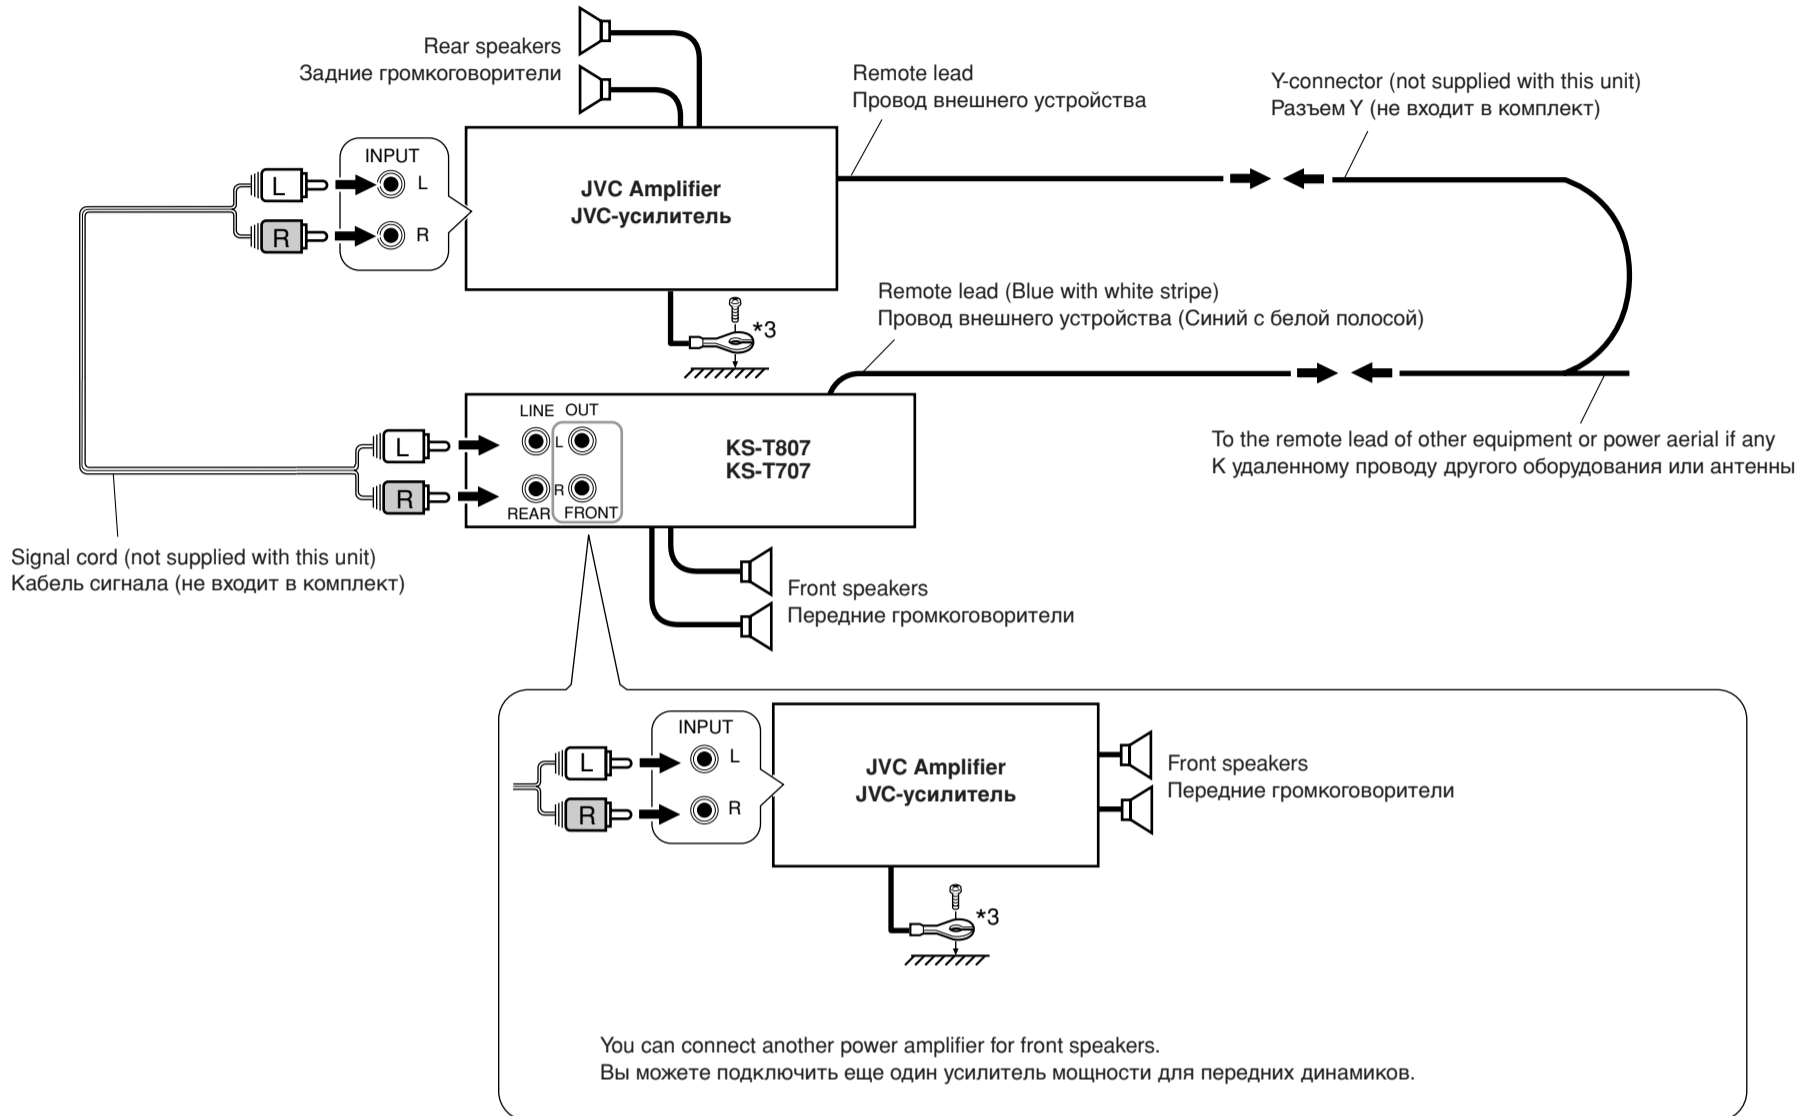 Rear speakers
Задние громкоговорители
Remote lead
Провод внешнего устройства
Y-connector (not supplied with this unit)
Разъем Y (не входит в комплект)
INPUT
L
L
R
R
JVC Amplifier
JVC-усилитель
*3
Remote lead (Blue with white stripe)
Провод внешнего устройства (Синий с белой полосой)
LINE OUT
L
L
R
R
REAR FRONT
KS-T807
KS-T707
To the remote lead of other equipment or power aerial if any
К удаленному проводу другого оборудования или антенны
Signal cord (not supplied with this unit)
Кабель сигнала (не входит в комплект)
Front speakers
Передние громкоговорители
INPUT
L
L
R
R
JVC Amplifier
JVC-усилитель
Front speakers
Передние громкоговорители
*3
You can connect another power amplifier for front speakers.
Вы можете подключить еще один усилитель мощности для передних динамиков.